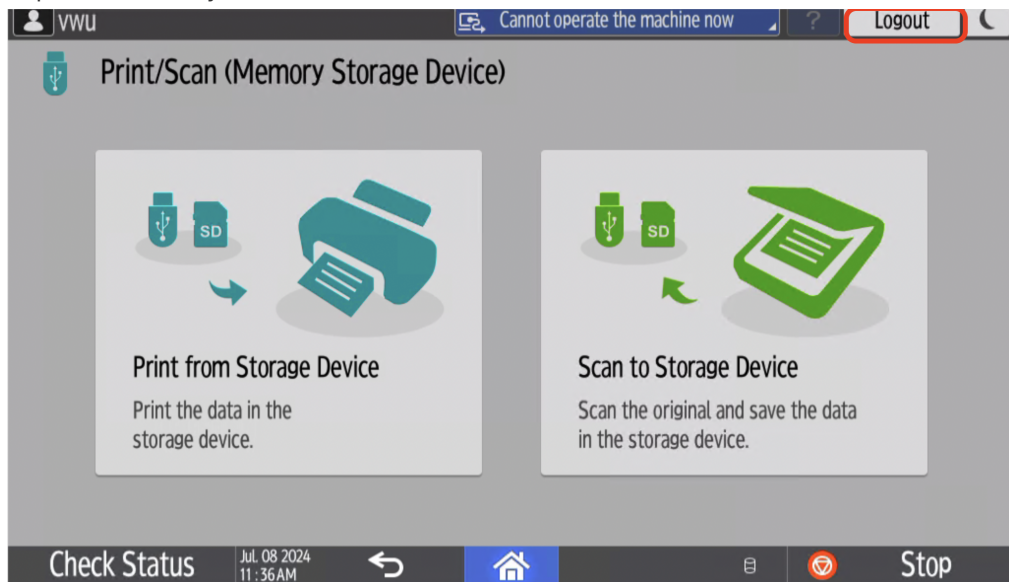 vwu
Cannot operate the machine now
?
Logout
Print/Scan (Memory Storage Device)
SD
Print from Storage Device
Print the data in the
storage device.
SD
Scan to Storage Device
Scan the original and save the data
in the storage device.
Check Status
Jul. 08 2024
11 : 36 AM
Stop